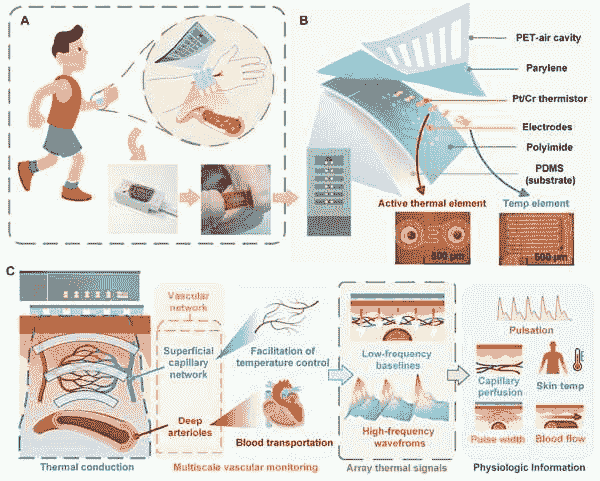 A
B
PET-air cavity
Parylene
Pt/Cr thermistor
Electrodes
Polyimide
PDMS
(substrate)
Active thermal element
Temp element
500 μm
C
Vascular
network
Superficial
capillary
network
Facilitation of
temperature control
Deep
arterioles
Blood transportation
Low-frequency
baselines
High-frequency
wavefroms
Pulsation
Capillary
perfusion
Skin temp
Pulse width
Blood flow
Thermal conduction
Multiscale vascular monitoring
Array thermal signals
Physiologic Information